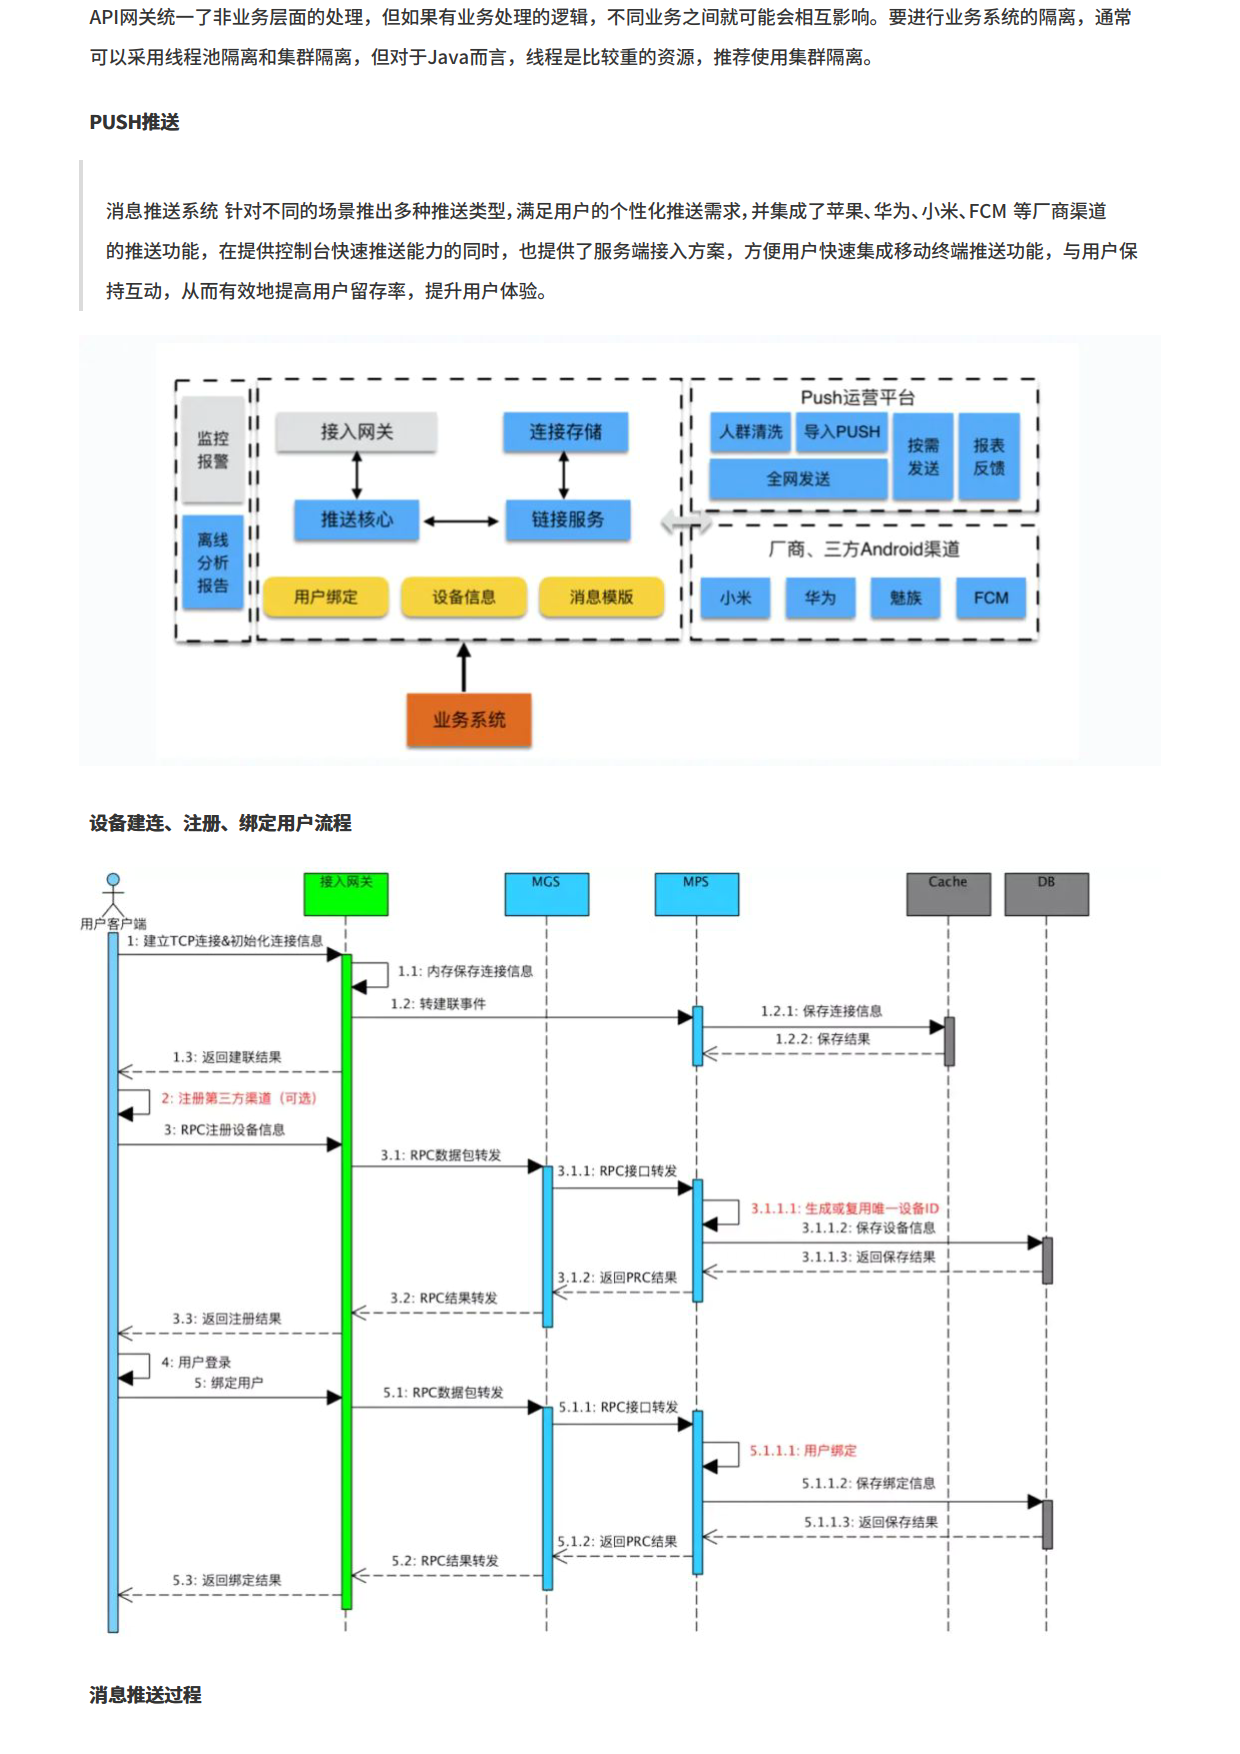 API网关统一了非业务层面的处理，但如果有业务处理的逻辑，不同业务之间就可能会相互影响。要进行业务系统的隔离，通常
可以采用线程池隔离和集群隔离，但对于Java而言，线程是比较重的资源，推荐使用集群隔离。
PUSH推送
消息推送系统 针对不同的场景推出多种推送类型，满足用户的个性化推送需求，并集成了苹果、华为、小米、FCM 等厂商渠道
的推送功能，在提供控制台快速推送能力的同时，也提供了服务端接入方案，方便用户快速集成移动终端推送功能，与用户保
持互动，从而有效地提高用户留存率，提升用户体验。
监控
报警
离线
分析
报告
接入网关
连接存储
推送核心
链接服务
用户绑定
设备信息
消息模版
业务系统
Push运营平台
人群清洗
导入PUSH
全网发送
按需
发送
报表
反馈
厂商、三方Android渠道
小米
华为
魅族
FCM
设备建连、注册、绑定用户流程
用户客户端
接入网关
MGS
MPS
Cache
DB
1: 建立TCP连接&初始化连接信息
1.1: 内存保存连接信息
1.2: 转建联事件
1.2.1: 保存连接信息
1.2.2: 保存结果
1.3: 返回建联结果
2: 注册第三方渠道（可选）
3: RPC注册设备信息
3.1: RPC数据包转发
3.1.1: RPC接口转发
3.1.1.1: 生成或复用唯一设备ID
3.1.1.2: 保存设备信息
3.1.1.3: 返回保存结果
3.1.2: 返回PRC结果
3.2: RPC结果转发
3.3: 返回注册结果
4: 用户登录
5: 绑定用户
5.1: RPC数据包转发
5.1.1: RPC接口转发
5.1.1.1: 用户绑定
5.1.1.2: 保存绑定信息
5.1.1.3: 返回保存结果
5.1.2: 返回PRC结果
5.2: RPC结果转发
5.3: 返回绑定结果
消息推送过程